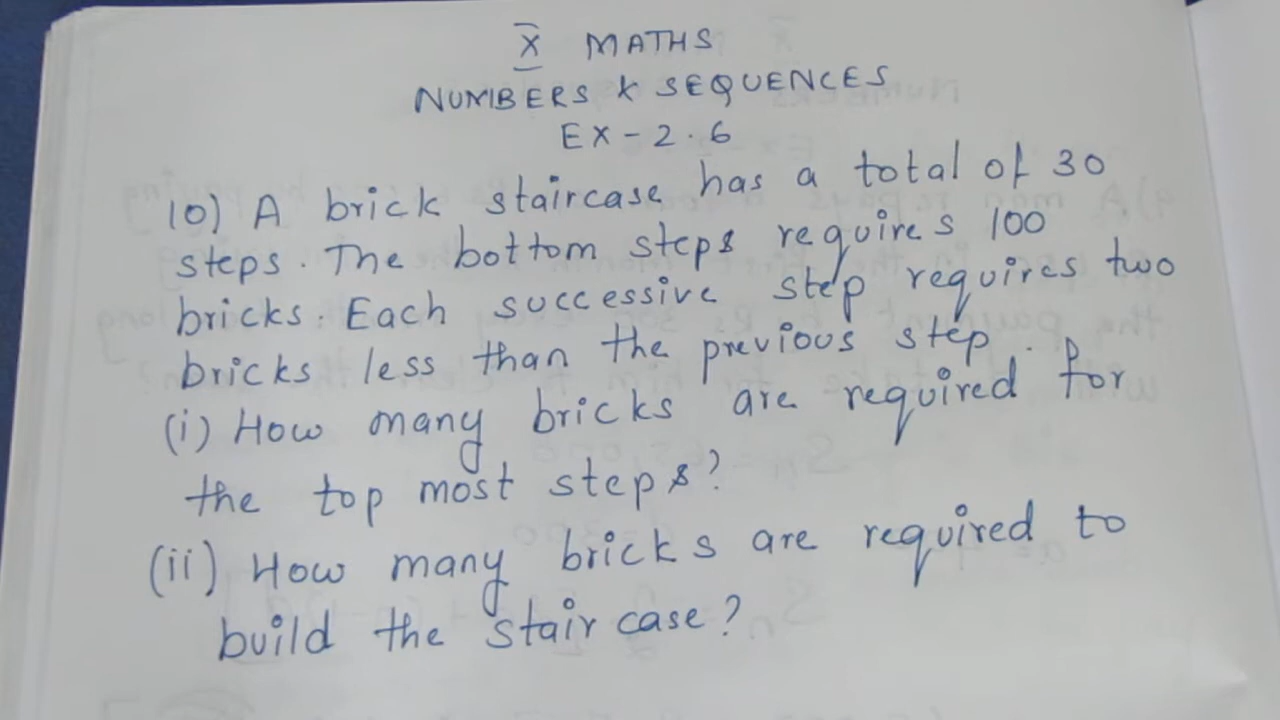 X MATHS
NUMBERS & SEQUENCES
EX-2.6
10) A brick staircase has a total of 30
steps. The bottom steps requires 100
bricks. Each successive step requires two
bricks less than the previous step.
(i) How many bricks are required for
the top most step?
(ii) How many bricks are required to
build the stair case?